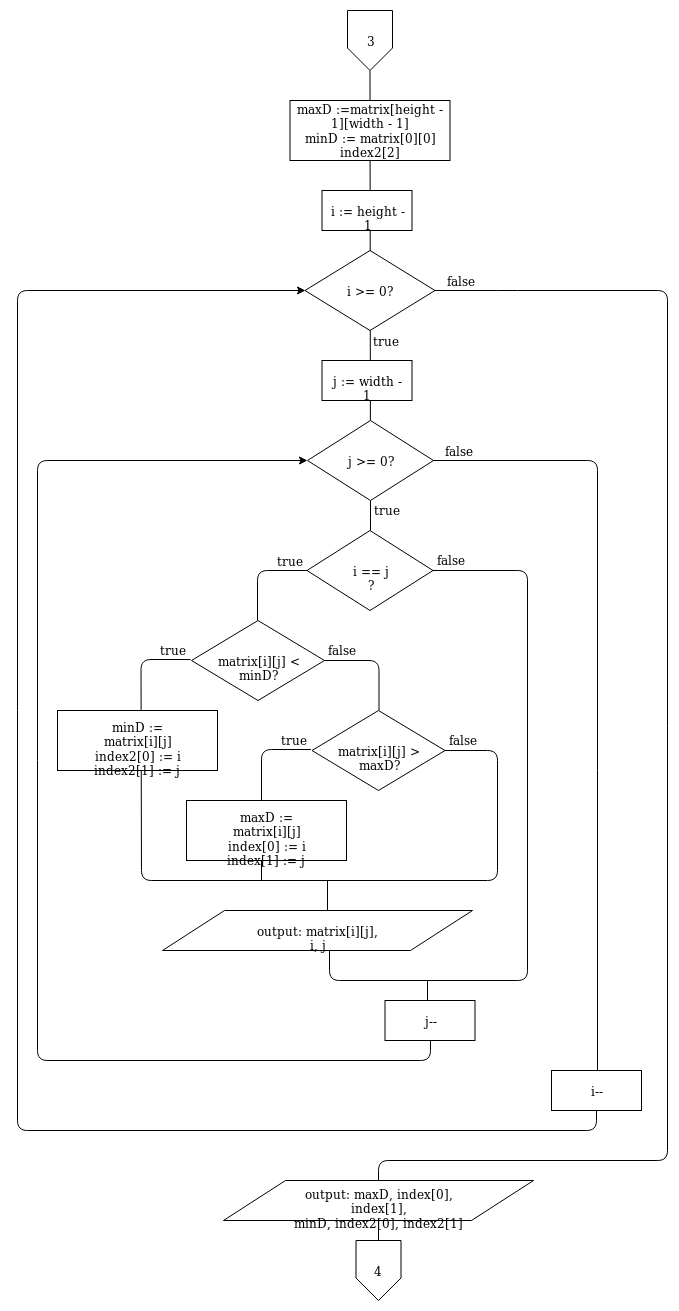 3
maxD :=matrix[height -
1][width - 1]
minD := matrix[0][0]
index2[2]
i := height -
1
i >= 0?
false
true
j := width -
1
j >= 0?
false
true
i == j
?
true
false
matrix[i][j] <
minD?
true
false
minD :=
matrix[i][j]
index2[0] := i
index2[1] := j
matrix[i][j] >
maxD?
true
false
maxD :=
matrix[i][j]
index[0] := i
index[1] := j
output: matrix[i][j],
i, j
j--
i--
output: maxD, index[0],
index[1],
minD, index2[0], index2[1]
4